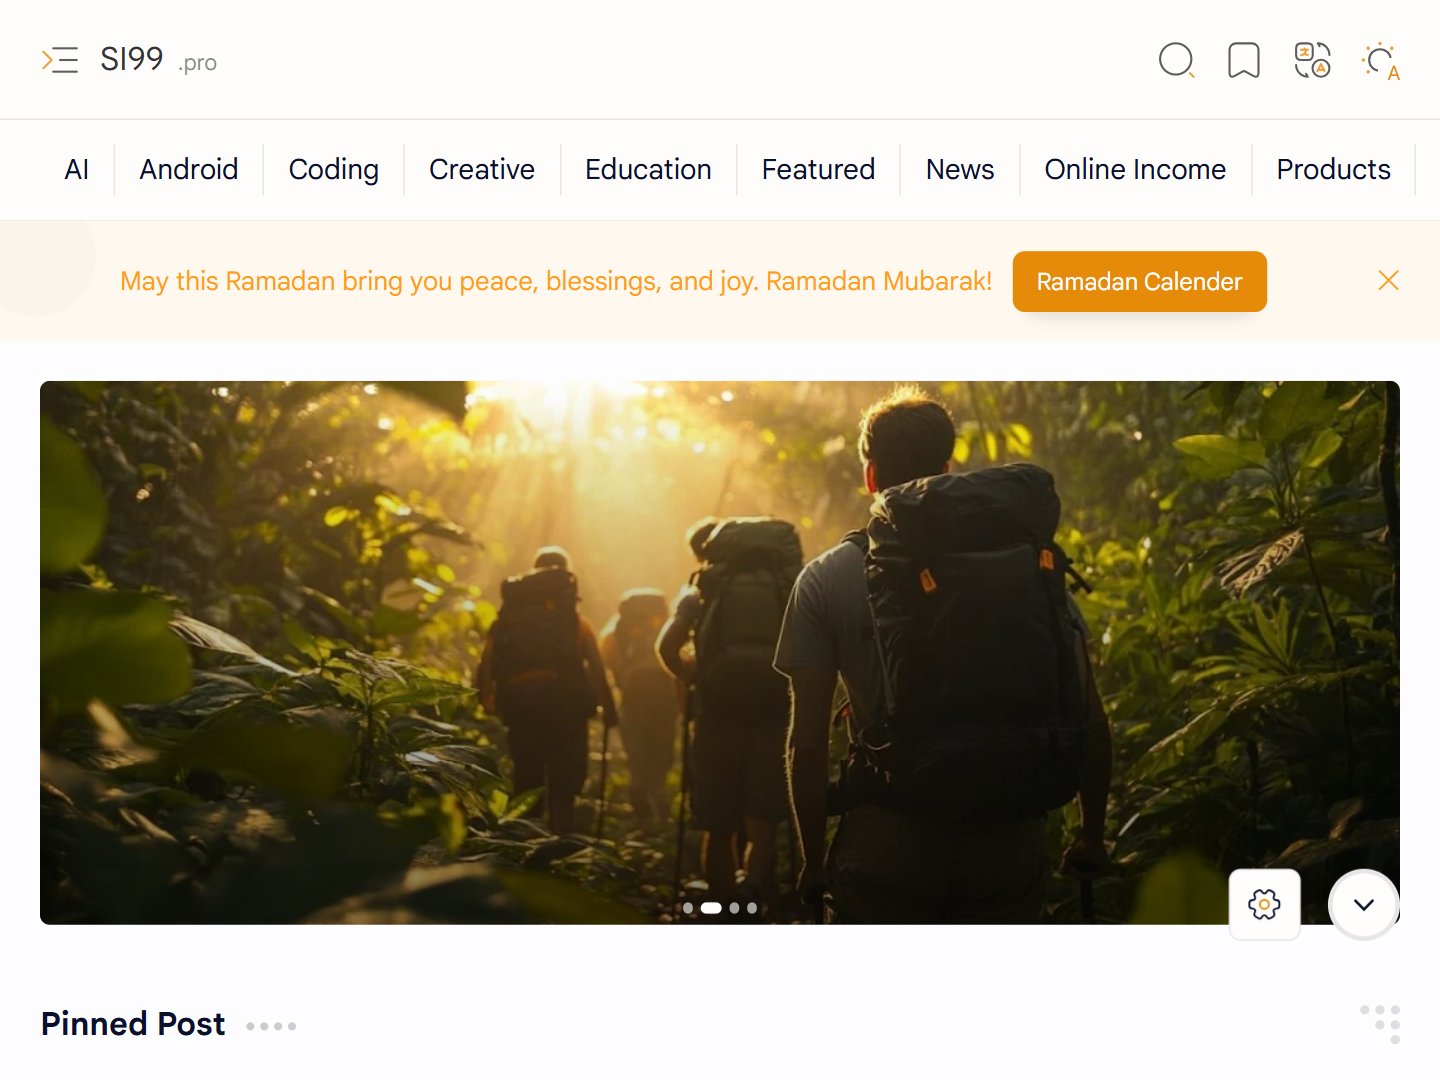 SI99 .pro
A
AI Android Coding Creative Education Featured News Online Income Products
May this Ramadan bring you peace, blessings, and joy. Ramadan Mubarak! Ramadan Calender
Pinned Post